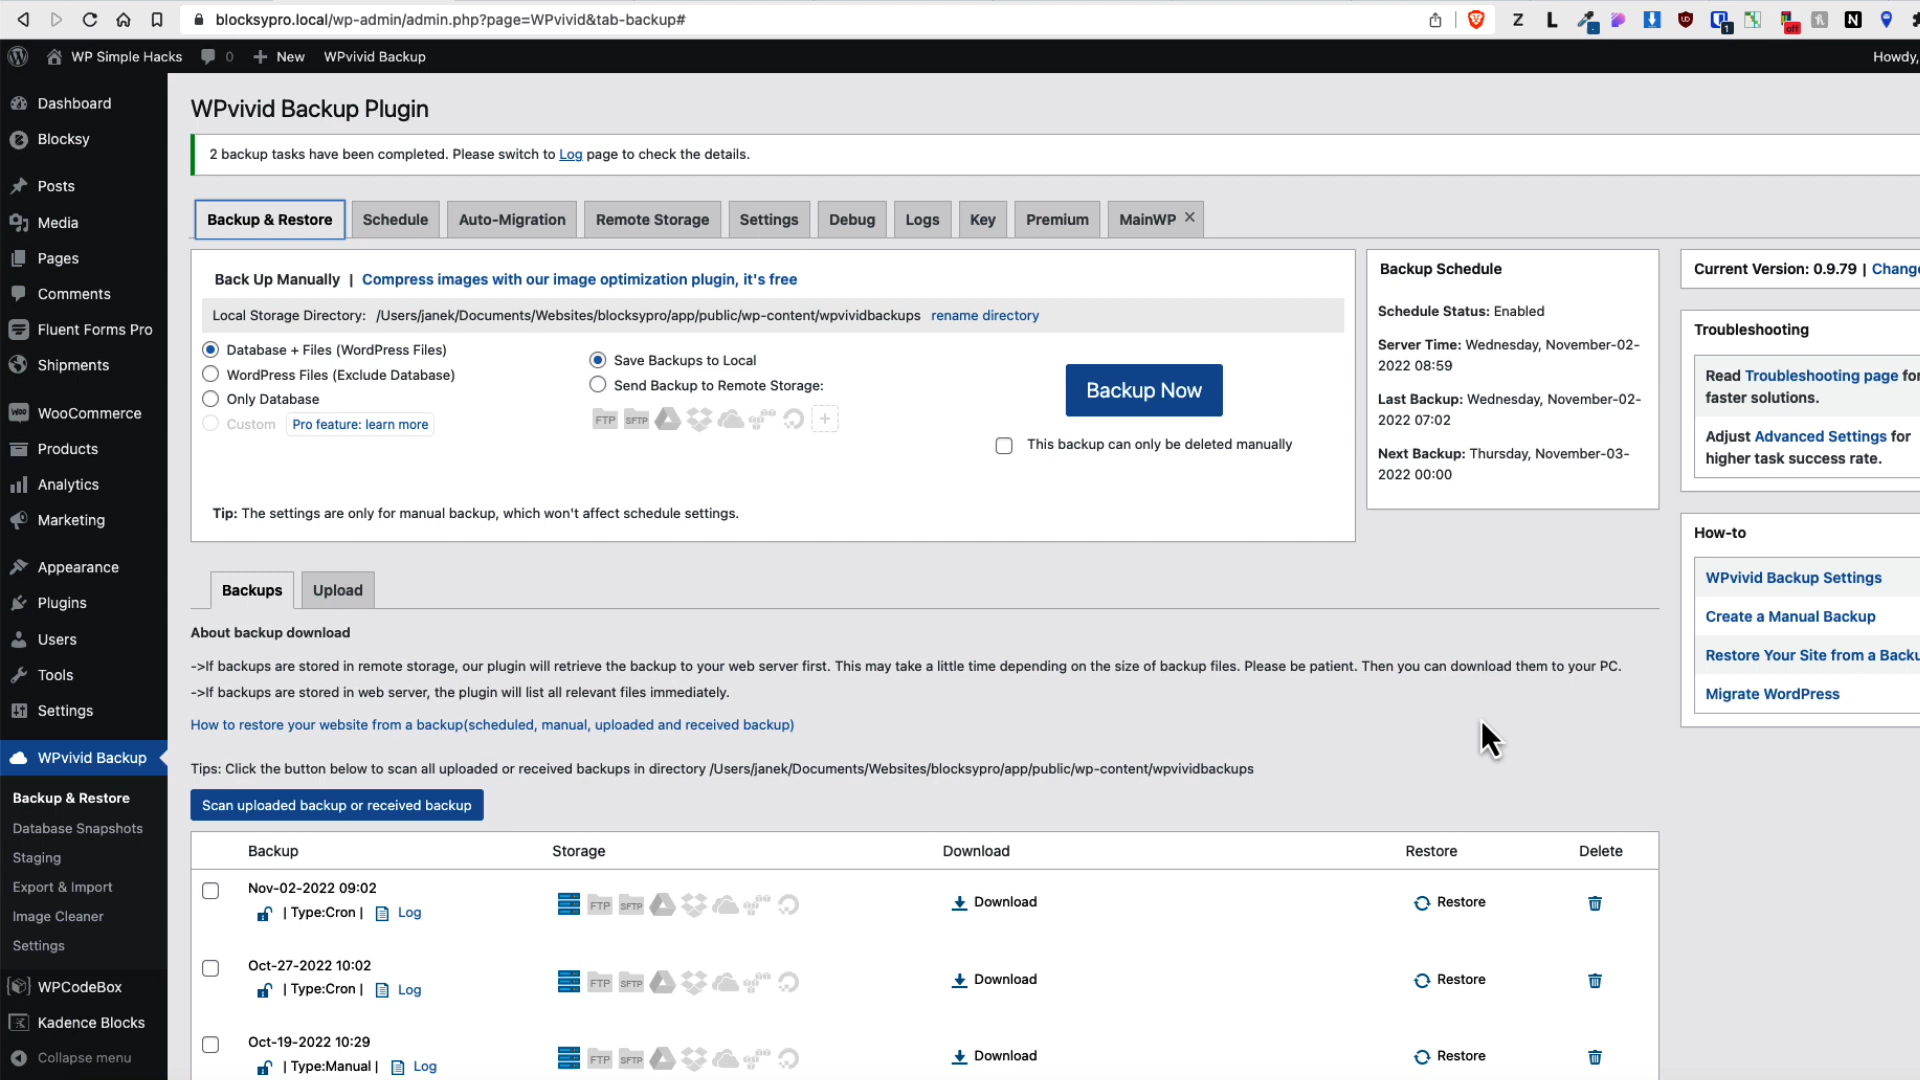 blocksypro.local/wp-admin/admin.php?page=WPvivid&tab-backup#
WP Simple Hacks
0
New
WPvivid Backup
Howdy,
Dashboard
Blocksy
Posts
Media
Pages
Comments
Fluent Forms Pro
Shipments
WooCommerce
Products
Analytics
Marketing
Appearance
Plugins
Users
Tools
Settings
WPvivid Backup
Backup & Restore
Database Snapshots
Staging
Export & Import
Image Cleaner
Settings
WPCodeBox
Kadence Blocks
Collapse menu
WPvivid Backup Plugin
2 backup tasks have been completed. Please switch to Log page to check the details.
Backup & Restore
Schedule
Auto-Migration
Remote Storage
Settings
Debug
Logs
Key
Premium
MainWP ×
Back Up Manually | Compress images with our image optimization plugin, it's free
Local Storage Directory: /Users/janek/Documents/Websites/blocksypro/app/public/wp-content/wpvividbackups rename directory
Database + Files (WordPress Files)
WordPress Files (Exclude Database)
Only Database
Custom
Pro feature: learn more
Save Backups to Local
Send Backup to Remote Storage:
FTP
SFTP
Backup Now
This backup can only be deleted manually
Tip: The settings are only for manual backup, which won't affect schedule settings.
Backup Schedule
Schedule Status: Enabled
Server Time: Wednesday, November-02-
2022 08:59
Last Backup: Wednesday, November-02-
2022 07:02
Next Backup: Thursday, November-03-
2022 00:00
Current Version: 0.9.79 | Change
Troubleshooting
Read Troubleshooting page for
faster solutions.
Adjust Advanced Settings for
higher task success rate.
How-to
WPvivid Backup Settings
Create a Manual Backup
Restore Your Site from a Backu
Migrate WordPress
Backups
Upload
About backup download
->If backups are stored in remote storage, our plugin will retrieve the backup to your web server first. This may take a little time depending on the size of backup files. Please be patient. Then you can download them to your PC.
->If backups are stored in web server, the plugin will list all relevant files immediately.
How to restore your website from a backup(scheduled, manual, uploaded and received backup)
Tips: Click the button below to scan all uploaded or received backups in directory /Users/janek/Documents/Websites/blocksypro/app/public/wp-content/wpvividbackups
Scan uploaded backup or received backup
Backup
Storage
Download
Restore
Delete
Nov-02-2022 09:02
| Type:Cron | Log
FTP
SFTP
Download
Restore
Oct-27-2022 10:02
| Type:Cron | Log
FTP
SFTP
Download
Restore
Oct-19-2022 10:29
| Type:Manual | Log
FTP
SFTP
Download
Restore